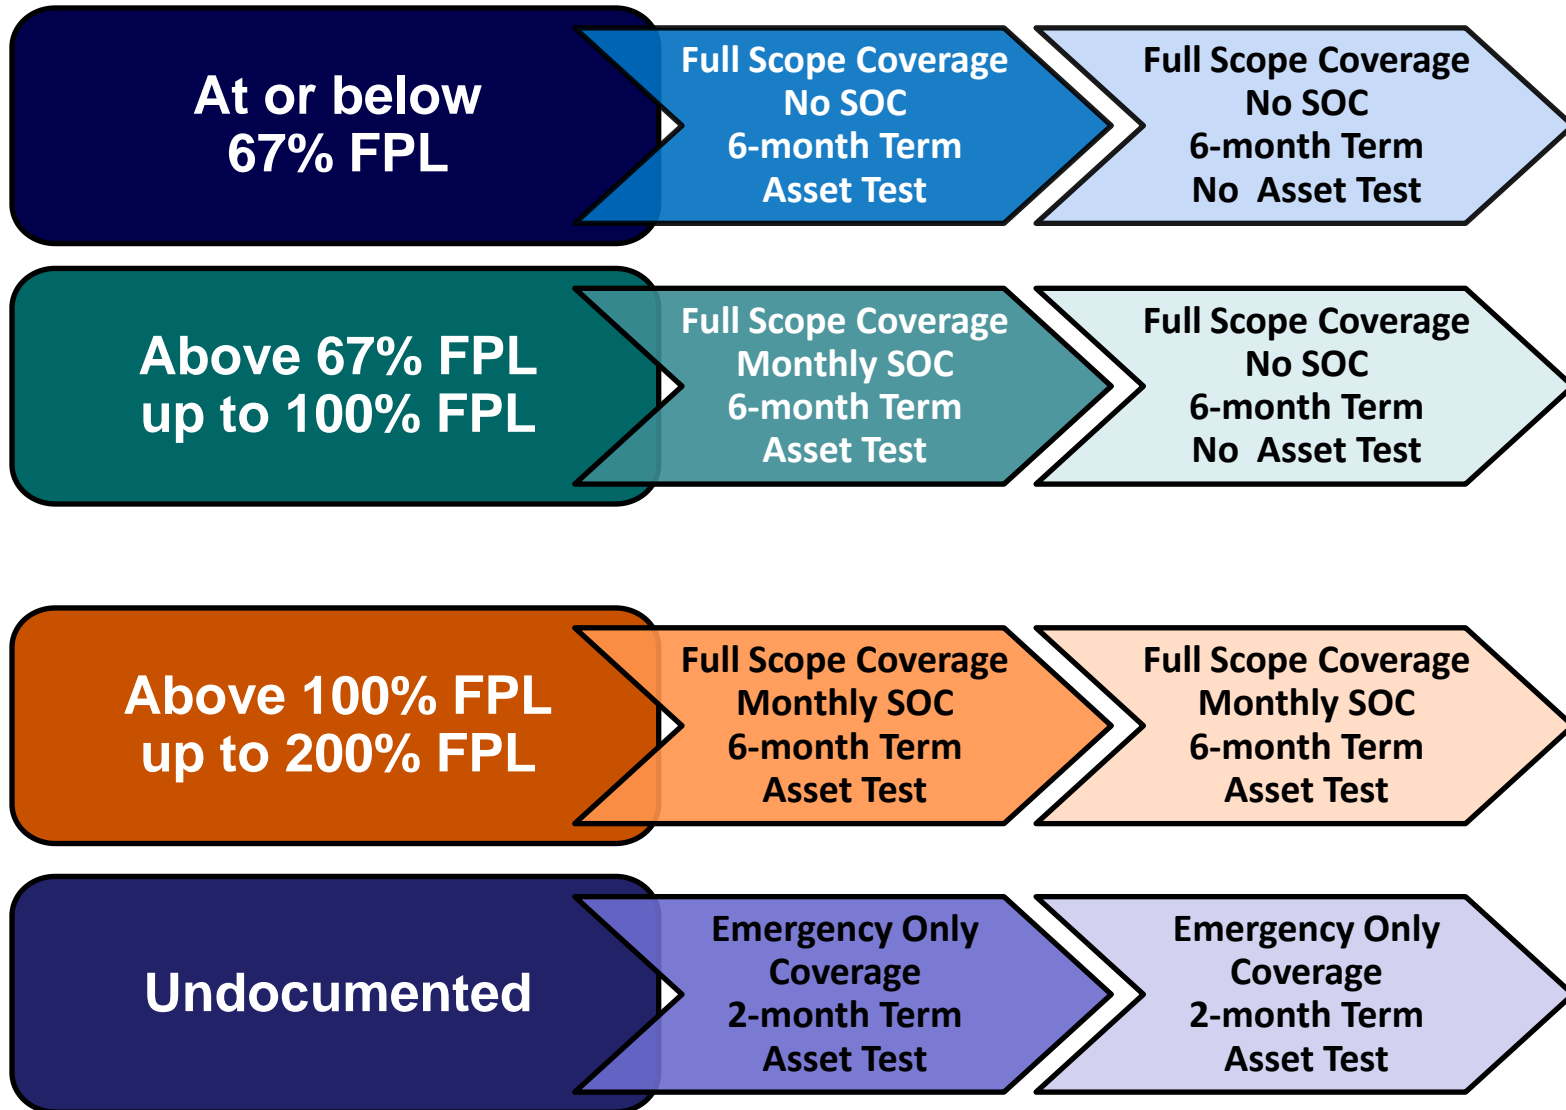 At or below
67% FPL
Full Scope Coverage
No SOC
6-month Term
Asset Test
Full Scope Coverage
No SOC
6-month Term
No  Asset Test
Above 67% FPL
up to 100% FPL
Full Scope Coverage
Monthly SOC
6-month Term
Asset Test
Full Scope Coverage
No SOC
6-month Term
No  Asset Test
Above 100% FPL
up to 200% FPL
Full Scope Coverage
Monthly SOC
6-month Term
Asset Test
Full Scope Coverage
Monthly SOC
6-month Term
Asset Test
Undocumented
Emergency Only
Coverage
2-month Term
Asset Test
Emergency Only
Coverage
2-month Term
Asset Test